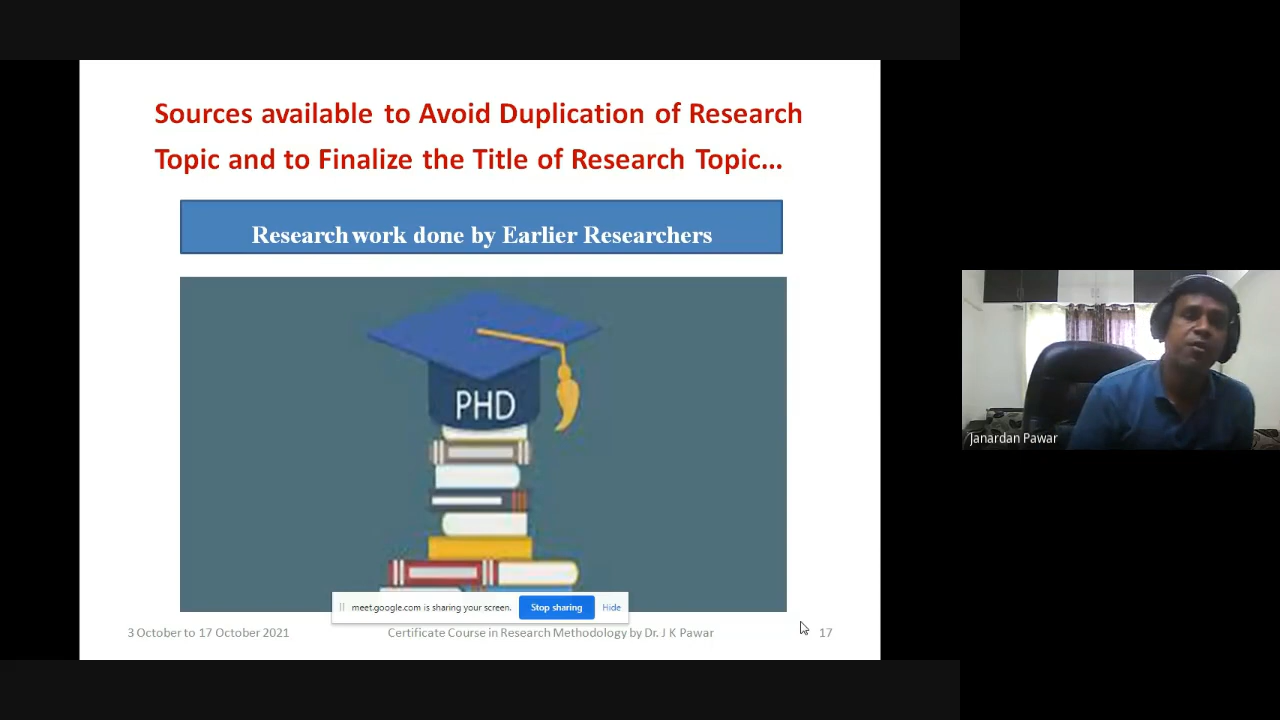 Sources available to Avoid Duplication of Research
Topic and to Finalize the Title of Research Topic...
Research work done by Earlier Researchers
PHD
meet.google.com is sharing your screen. Stop sharing Hide
3 October to 17 October 2021 Certificate Course in Research Methodology by Dr. J K Pawar 17
Janardan Pawar